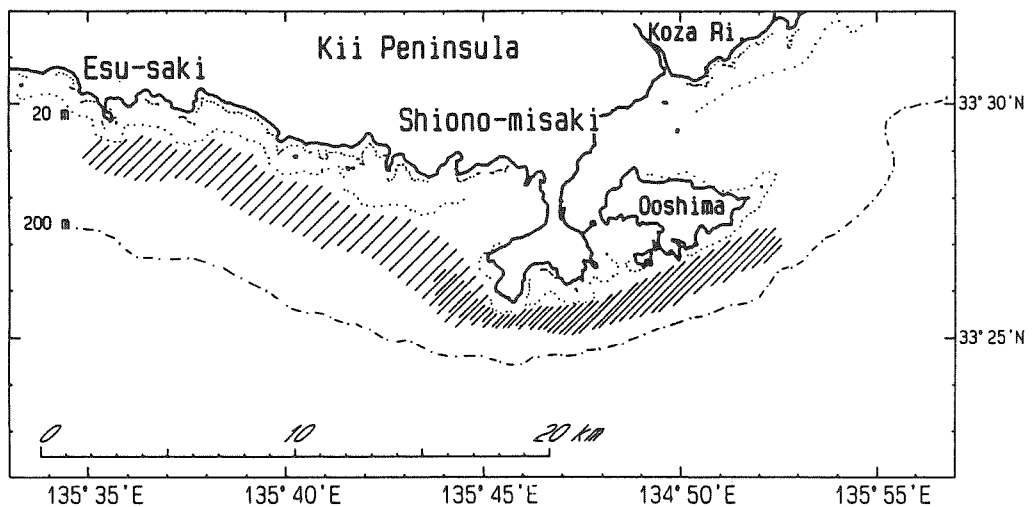 Koza Ri.
Kii Peninsula
Esu-saki
20 m
33°30'N
Shiono-misaki
Ooshima
200 m
33°25'N
0 10 20 km
135°35'E 135°40'E 135°45'E 134°50'E 135°55'E